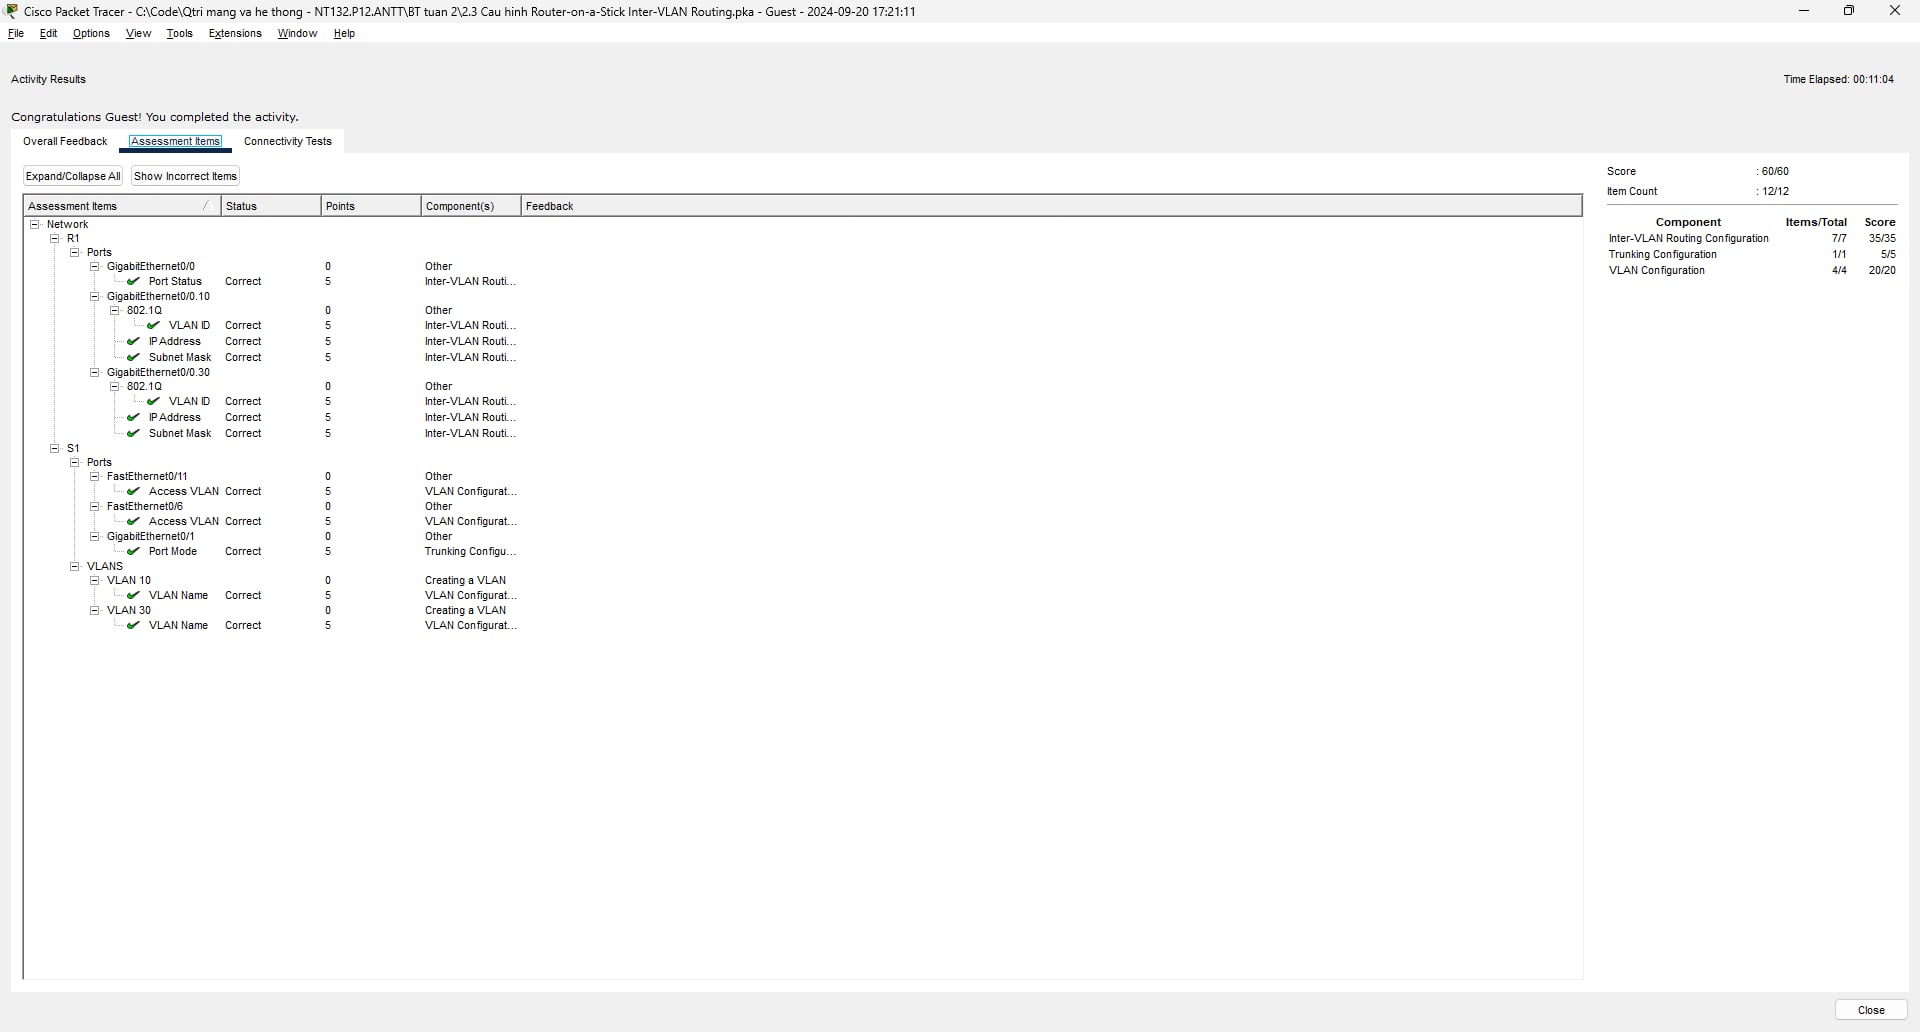 Cisco Packet Tracer - C:\Code\Qtri mang va he thong - NT132.P12.ANTT\BT tuan 2\2.3 Cau hinh Router-on-a-Stick Inter-VLAN Routing.pka - Guest - 2024-09-20 17:21:11
File Edit Options View Tools Extensions Window Help
Activity Results Time Elapsed: 00:11:04
Congratulations Guest! You completed the activity.
Overall Feedback Assessment Items Connectivity Tests
Expand/Collapse All Show Incorrect Items
Assessment Items Status Points Component(s) Feedback
Network
R1
Ports
GigabitEthernet0/0 0 Other
Port Status Correct 5 Inter-VLAN Routi...
GigabitEthernet0/0.10
802.1Q 0 Other
VLAN ID Correct 5 Inter-VLAN Routi...
IP Address Correct 5 Inter-VLAN Routi...
Subnet Mask Correct 5 Inter-VLAN Routi...
GigabitEthernet0/0.30
802.1Q 0 Other
VLAN ID Correct 5 Inter-VLAN Routi...
IP Address Correct 5 Inter-VLAN Routi...
Subnet Mask Correct 5 Inter-VLAN Routi...
S1
Ports
FastEthernet0/11 0 Other
Access VLAN Correct 5 VLAN Configurat...
FastEthernet0/6 0 Other
Access VLAN Correct 5 VLAN Configurat...
GigabitEthernet0/1 0 Other
Port Mode Correct 5 Trunking Configu...
VLANS
VLAN 10 0 Creating a VLAN
VLAN Name Correct 5 VLAN Configurat...
VLAN 30 0 Creating a VLAN
VLAN Name Correct 5 VLAN Configurat...
Score : 60/60
Item Count : 12/12
Component Items/Total Score
Inter-VLAN Routing Configuration 7/7 35/35
Trunking Configuration 1/1 5/5
VLAN Configuration 4/4 20/20
Close